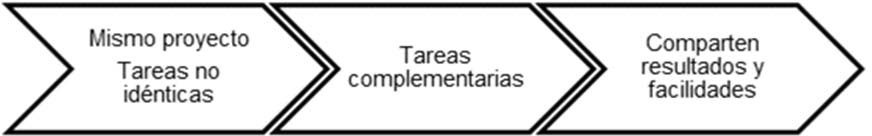 Mismo proyecto
Tareas no
idénticas
Tareas
complementarias
Comparten
resultados y
facilidades